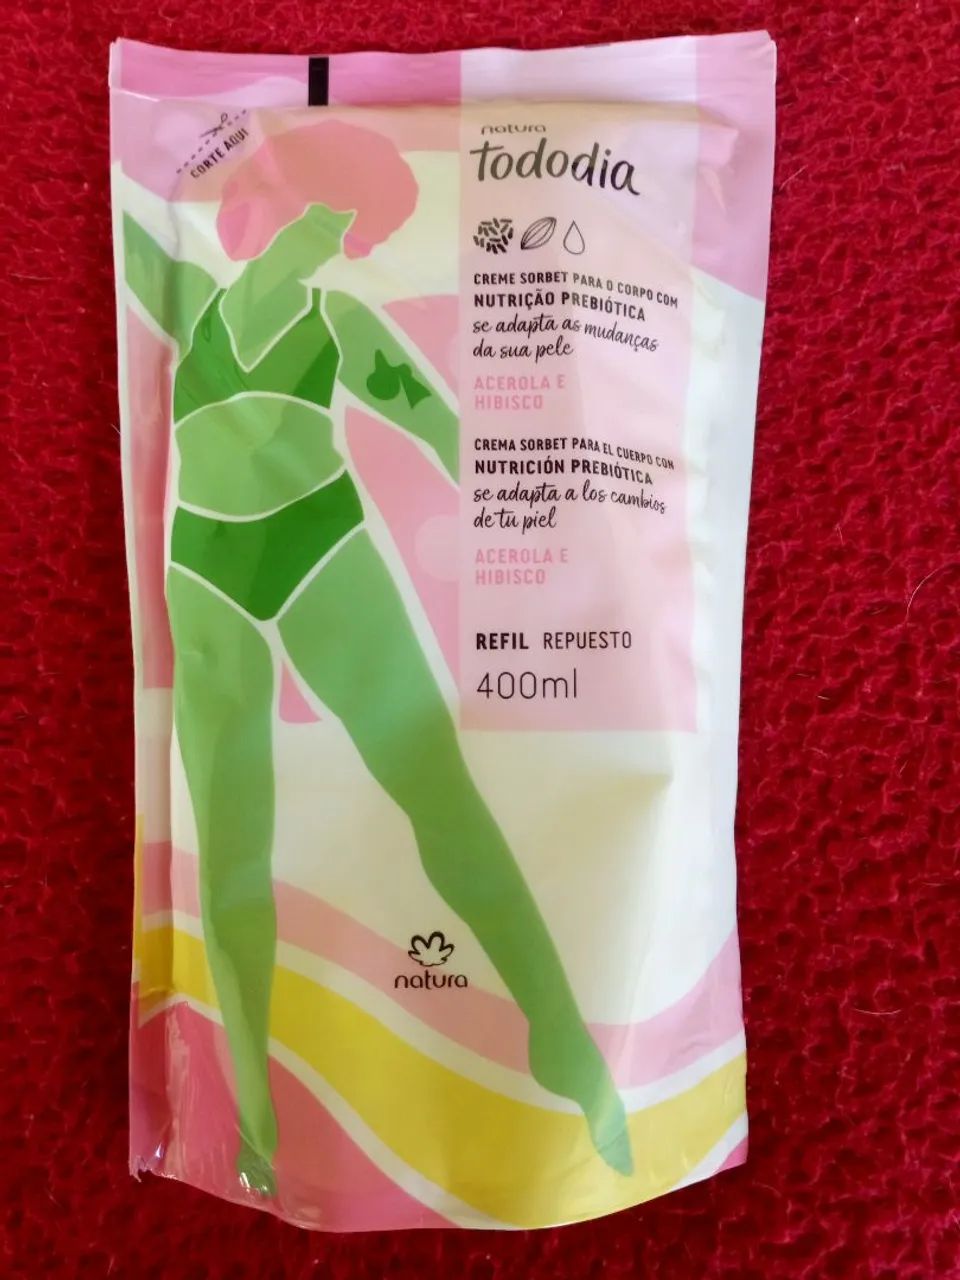 CORTE AQUI
natura
tododia
CREME SORBET PARA O CORPO COM
NUTRIÇÃO PREBIÓTICA
se adapta as mudanças
da sua pele
ACEROLA E
HIBISCO
CREMA SORBET PARA EL CUERPO CON
NUTRICIÓN PREBIÓTICA
se adapta a los cambios
de tu piel
ACEROLA E
HIBISCO
REFIL REPUESTO
400ml
natura